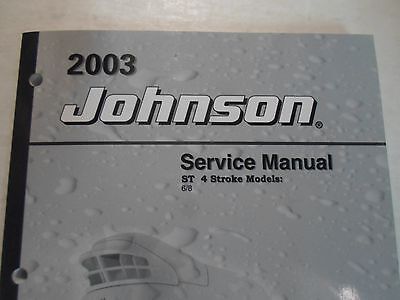 2003
Johnson®
Service Manual
ST 4 Stroke Models:
6/8